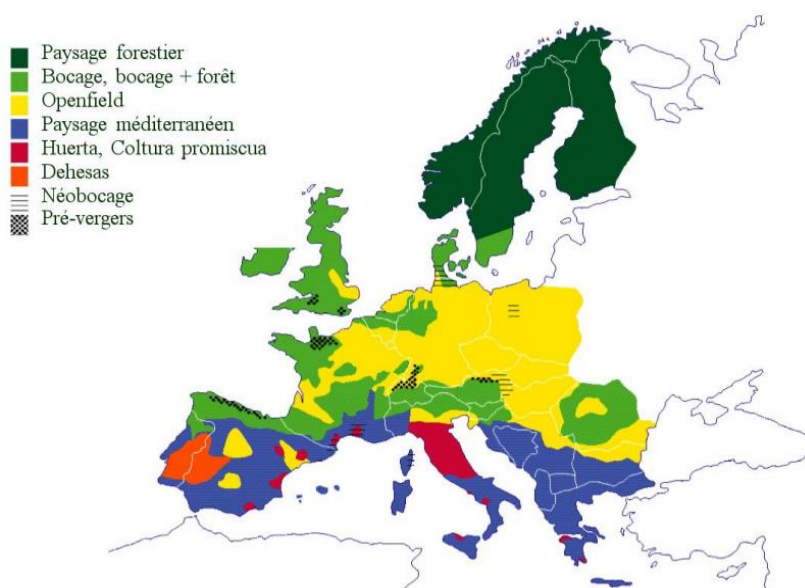 Paysage forestier
Bocage, bocage + forêt
Openfield
Paysage méditerranéen
Huerta, Coltura promiscua
Dehesas
Néobocage
Pré-vergers